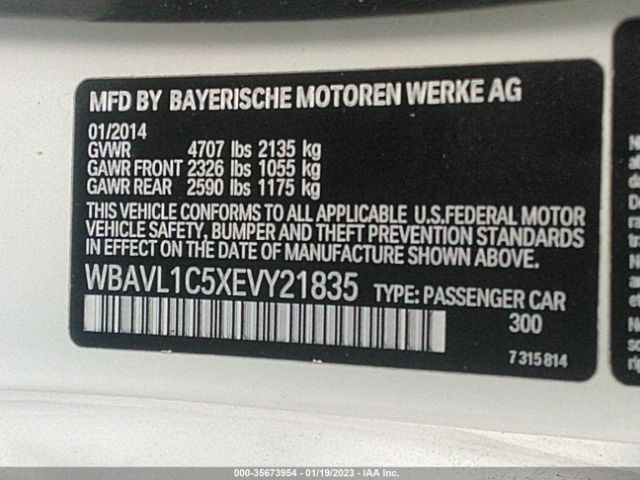 MFD BY BAYERISCHE MOTOREN WERKE AG
01/2014
GVWR 4707 lbs 2135 kg
GAWR FRONT 2326 lbs 1055 kg
GAWR REAR 2590 lbs 1175 kg
THIS VEHICLE CONFORMS TO ALL APPLICABLE U.S.FEDERAL MOTOR
VEHICLE SAFETY, BUMPER AND THEFT PREVENTION STANDARDS
IN EFFECT ON THE DATE OF MANUFACTURE SHOWN ABOVE.
WBAVL1C5XEVY21835 TYPE: PASSENGER CAR
300
7315814
000-35673954 - 01/19/2023 - IAA Inc.